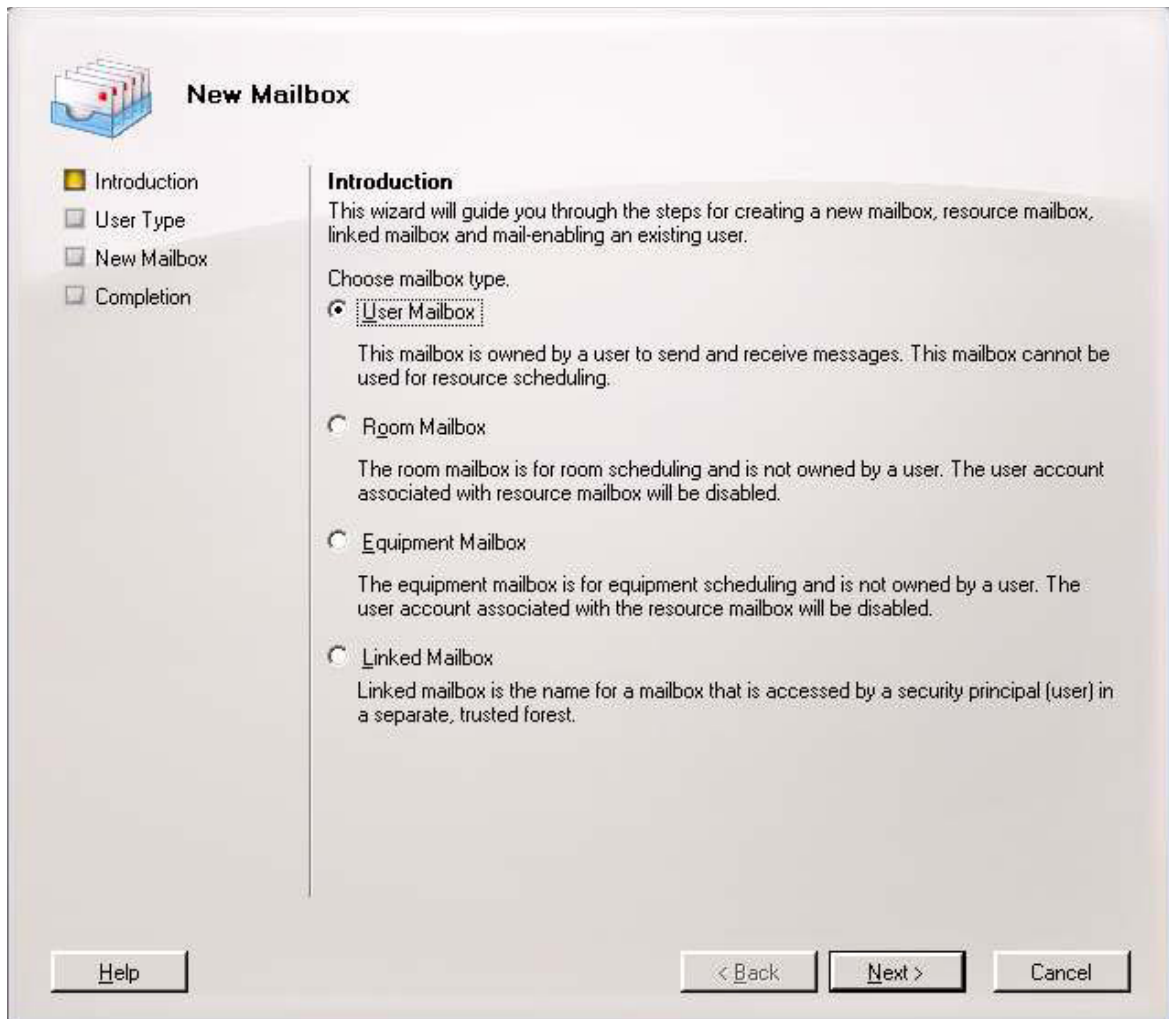 New Mailbox
Introduction
User Type
New Mailbox
Completion
Introduction
This wizard will guide you through the steps for creating a new mailbox, resource mailbox,
linked mailbox and mail-enabling an existing user.
Choose mailbox type.
User Mailbox
This mailbox is owned by a user to send and receive messages. This mailbox cannot be
used for resource scheduling.
Room Mailbox
The room mailbox is for room scheduling and is not owned by a user. The user account
associated with resource mailbox will be disabled.
Equipment Mailbox
The equipment mailbox is for equipment scheduling and is not owned by a user. The
user account associated with the resource mailbox will be disabled.
Linked Mailbox
Linked mailbox is the name for a mailbox that is accessed by a security principal (user) in
a separate, trusted forest.
Help
< Back
Next >
Cancel